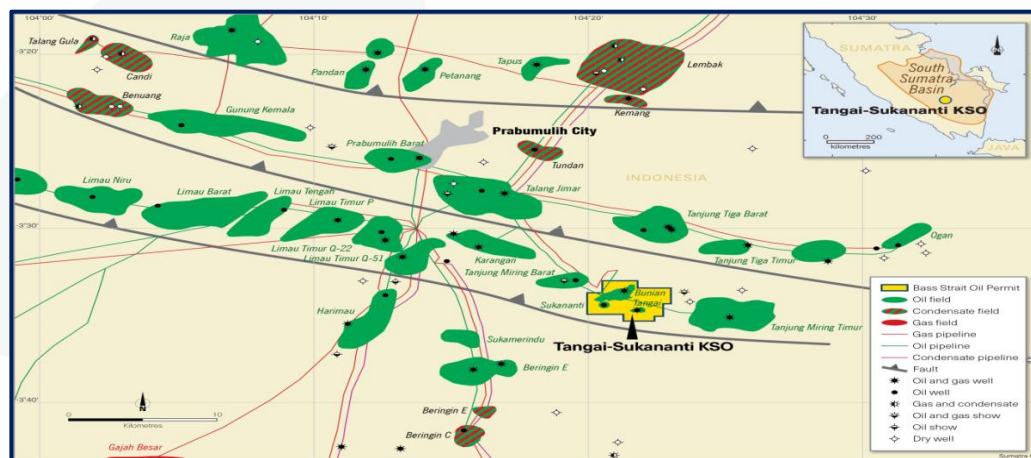 104°00'
104°10'
104°20'
104°30'
-3°20'
Talang Gula
Candi
Raja
Pandan
Petanang
Tapus
Lembak
Benuang
Gunung Kemala
Kemang
Prabumulih City
Prabumulih Barat
Tundan
Limau Niru
Limau Barat
Limau Tengah
Limau Timur P
Talang Jimar
INDONESIA
-3°30'
Limau Timur Q-22
Limau Timur Q-51
Karangan
Tanjung Miring Barat
Tanjung Tiga Barat
Tanjung Tiga Timur
Ogan
Harimau
Sukananti
Bunian
Tangai
Tanjung Miring Timur
Sukamerindu
Tangai-Sukananti KSO
Beringin E
-3°40'
Beringin E
Beringin C
Gajah Besar
N
0 10
Kilometres
SUMATRA
South
Sumatra
Basin
Tangai-Sukananti KSO
0 200
kilometres
JAVA
N
Bass Strait Oil Permit
Oil field
Condensate field
Gas field
Gas pipeline
Oil pipeline
Condensate pipeline
Fault
Oil and gas well
Oil well
Gas and condensate
Oil and gas show
Oil show
Dry well